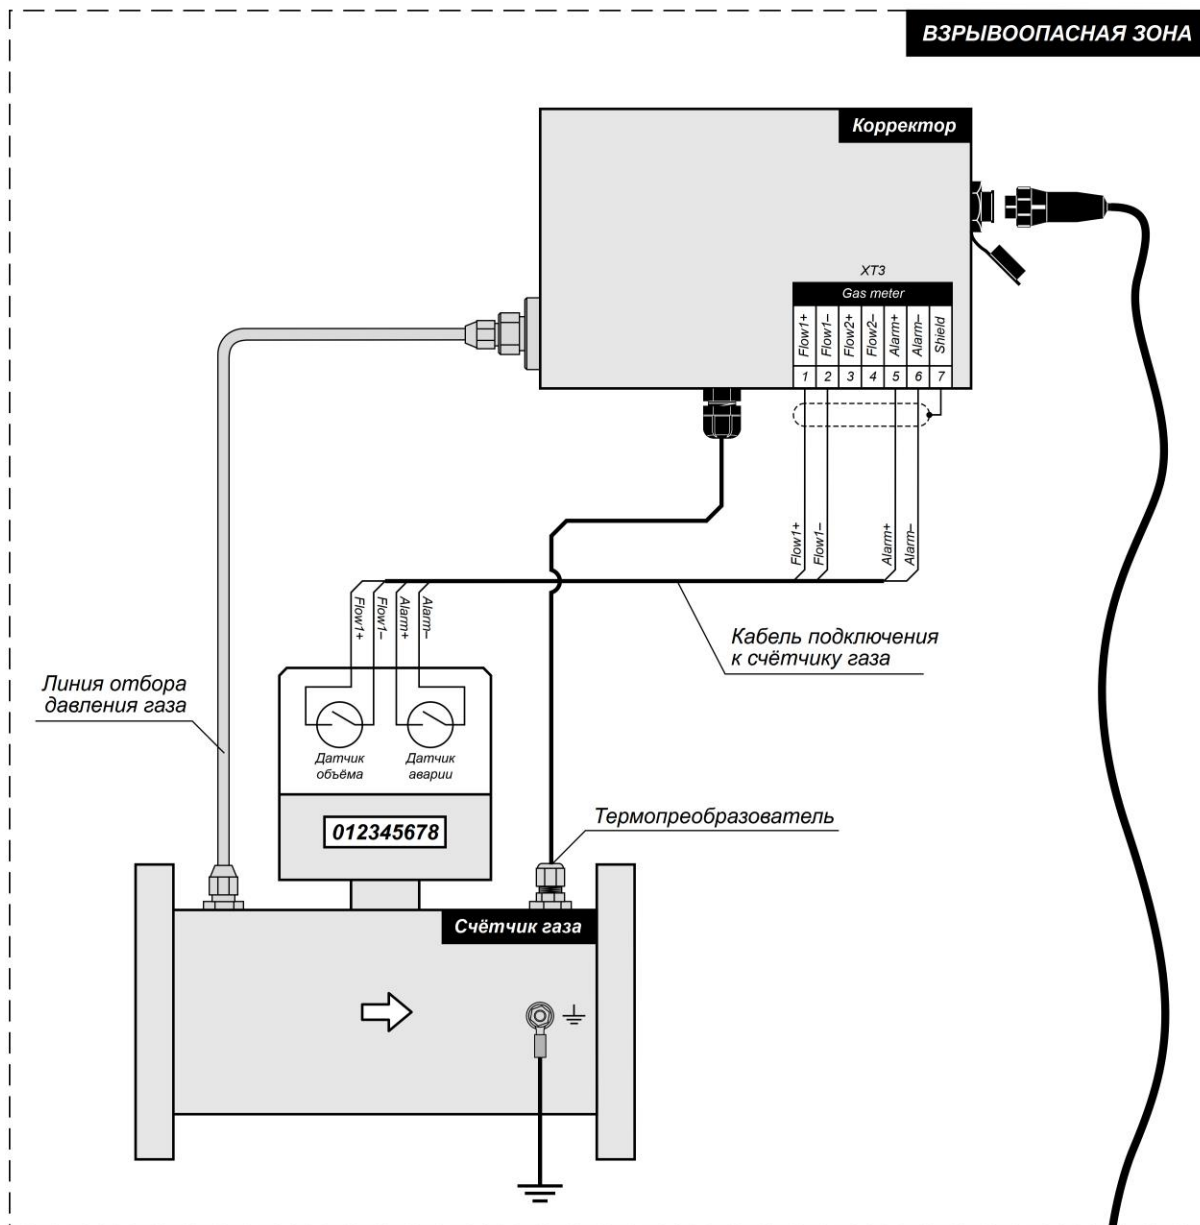 ВЗРЫВООПАСНАЯ ЗОНА
Корректор
XT3
Gas meter
Flow1+
Flow1–
Flow2+
Flow2–
Alarm+
Alarm–
Shield
1 2 3 4 5 6 7
Flow1+
Flow1–
Alarm+
Alarm–
Flow1+
Flow1–
Alarm+
Alarm–
Кабель подключения
к счётчику газа
Линия отбора
давления газа
Датчик
объёма
Датчик
аварии
012345678
Термопреобразователь
Счётчик газа